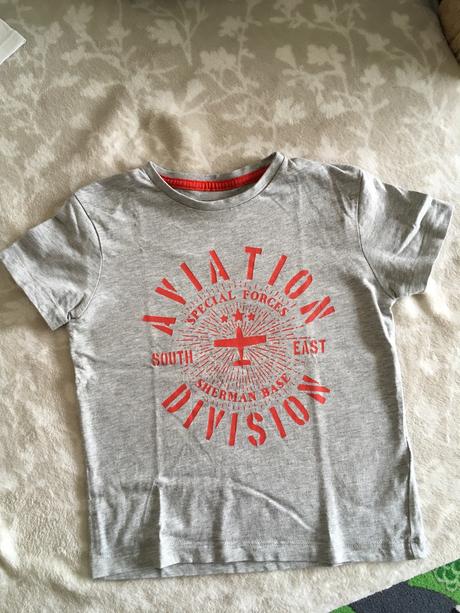 AVIATION
SPECIAL FORCES
SOUTH EAST
SHERMAN BASE
DIVISION